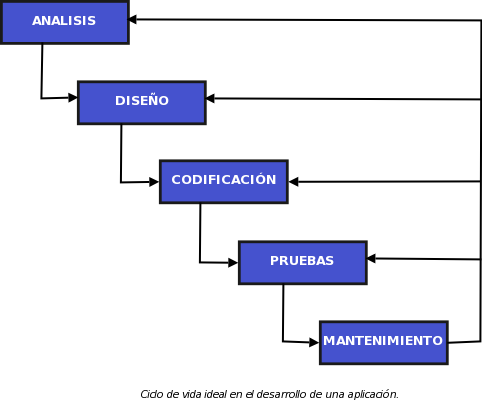 ANALISIS
DISEÑO
CODIFICACIÓN
PRUEBAS
MANTENIMIENTO
Ciclo de vida ideal en el desarrollo de una aplicación.